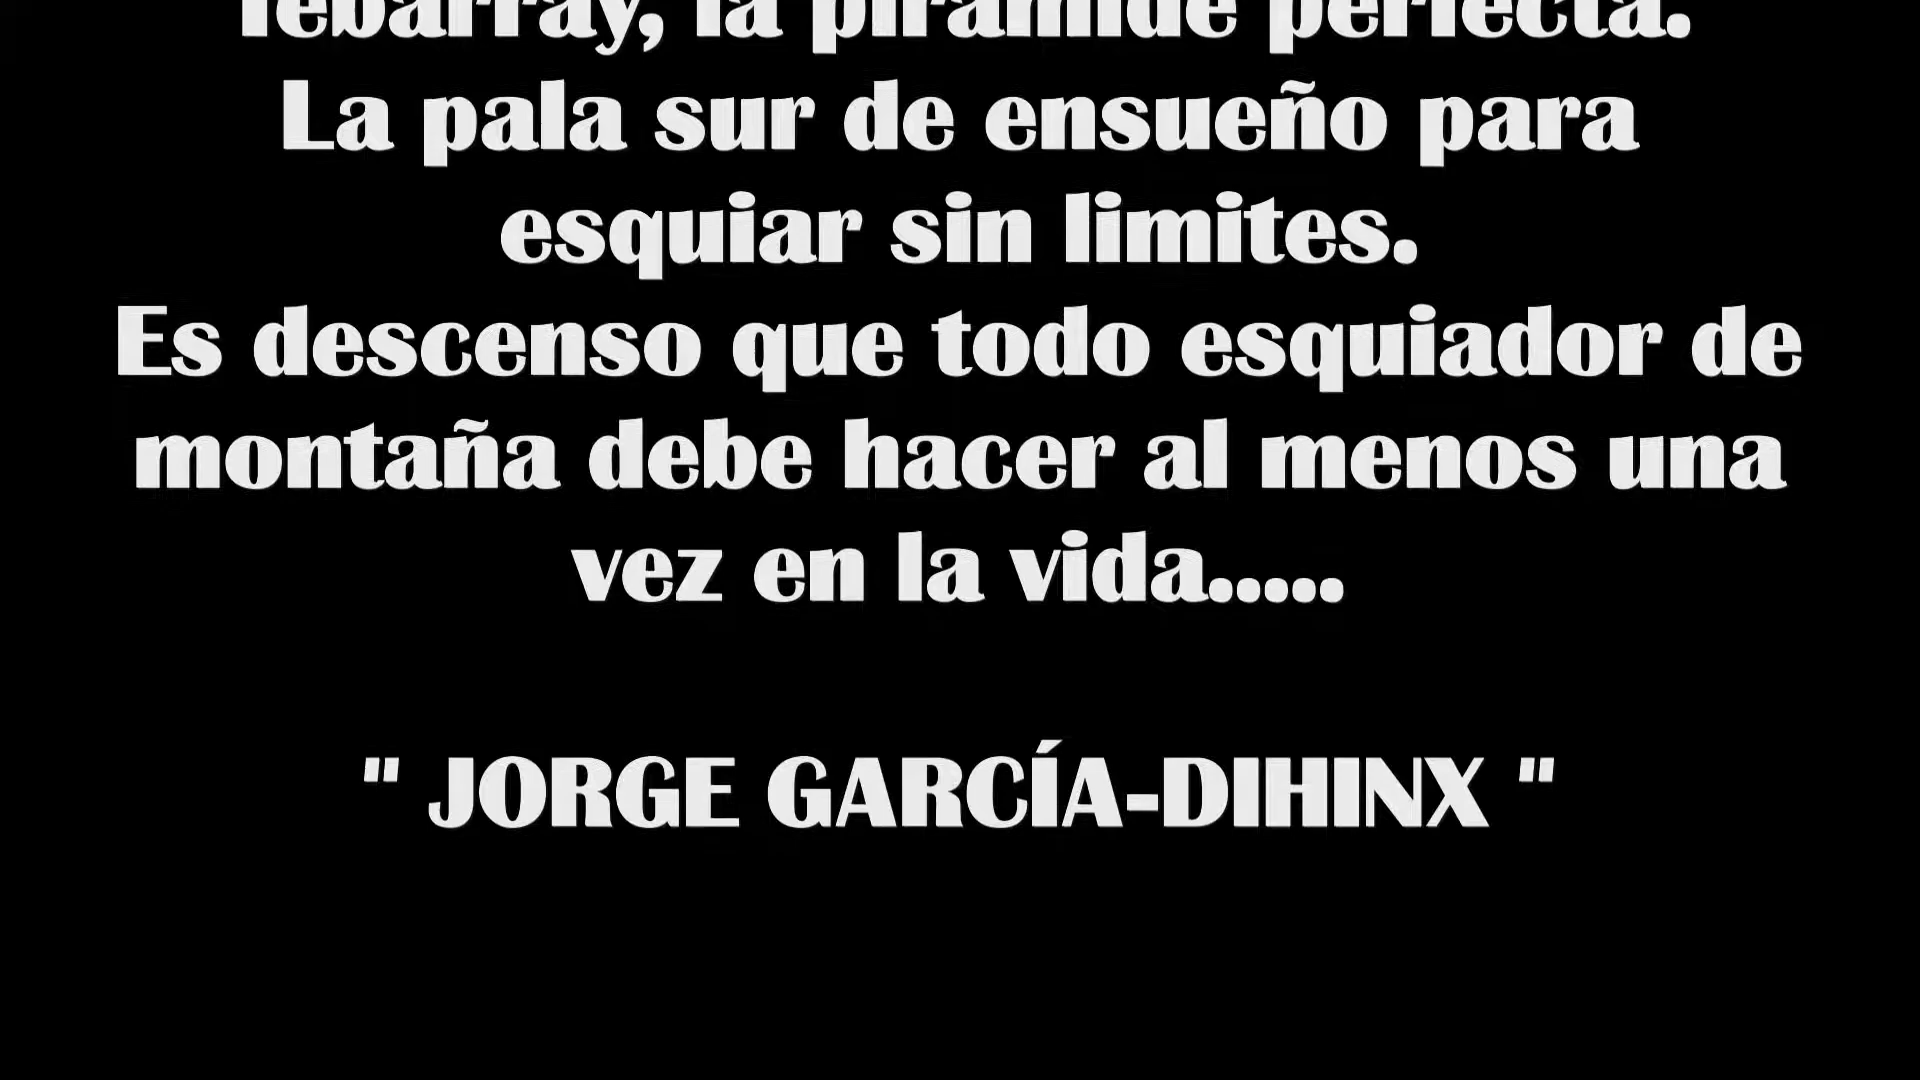 Tebarray, la pirámide perfecta.
La pala sur de ensueño para
esquiar sin limites.
Es descenso que todo esquiador de
montaña debe hacer al menos una
vez en la vida.....
" JORGE GARCÍA-DIHINX "